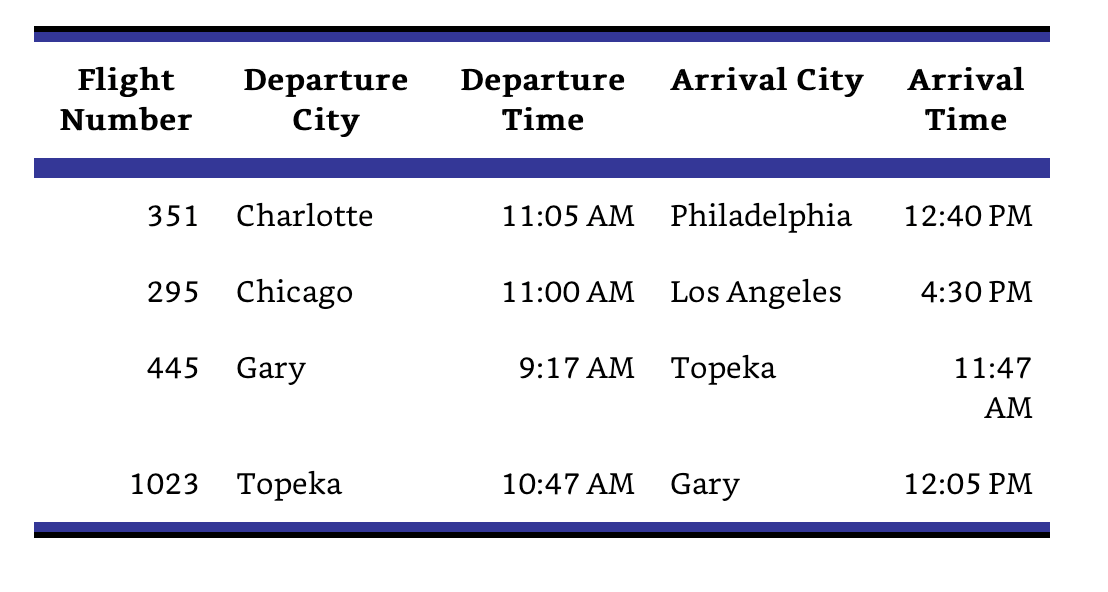 Flight Number Departure City Departure Time Arrival City Arrival Time
351 Charlotte 11:05 AM Philadelphia 12:40 PM
295 Chicago 11:00 AM Los Angeles 4:30 PM
445 Gary 9:17 AM Topeka 11:47 AM
1023 Topeka 10:47 AM Gary 12:05 PM